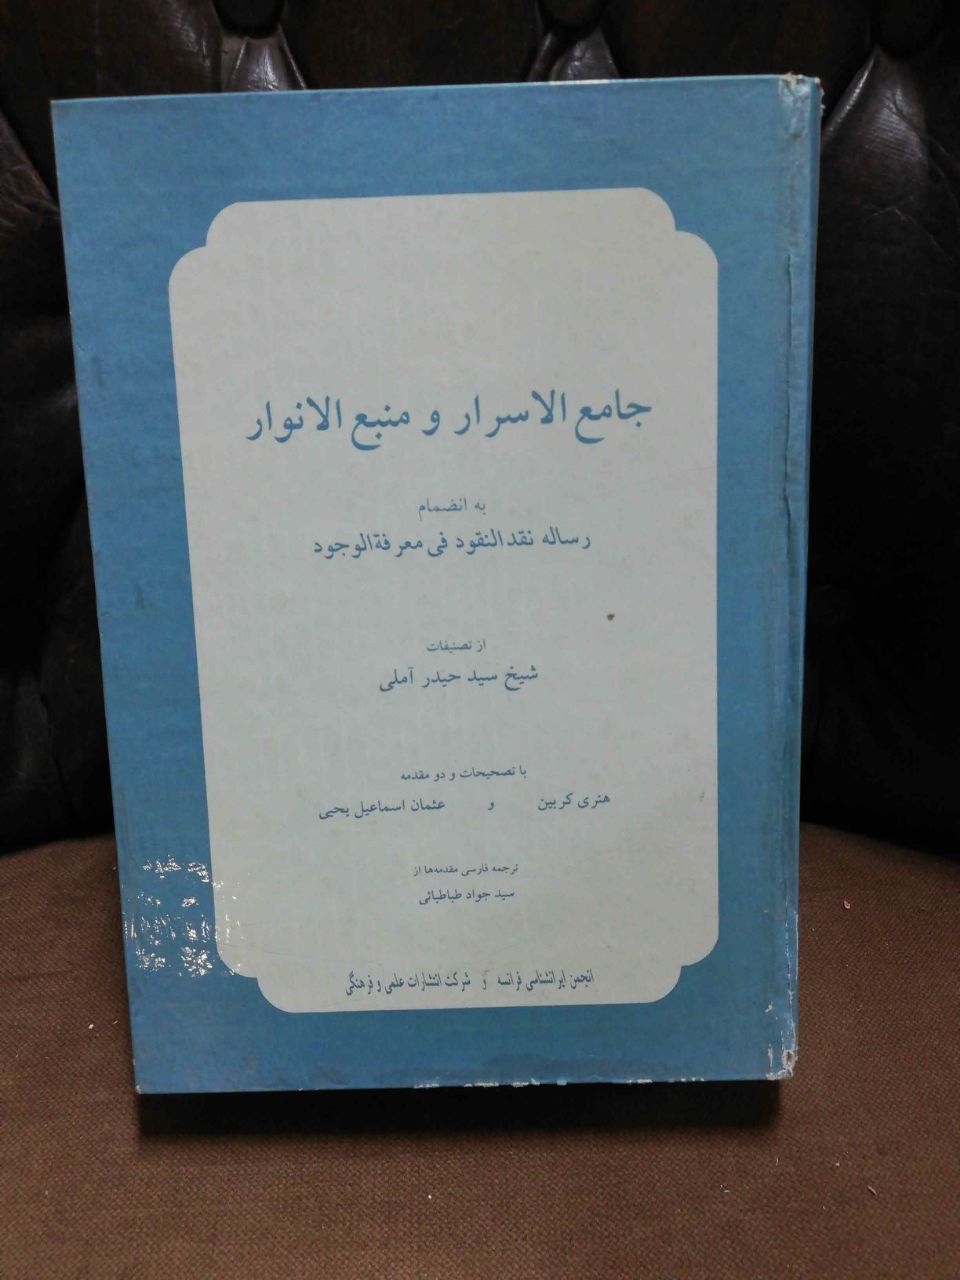 جامع الاسرار و منبع الانوار
به انضمام
رساله نقد النقود فی معرفة الوجود
از تصنیفات
شیخ سید حیدر آملی
با تصحیحات و دو مقدمه
هنری کربین و عثمان اسماعیل یحیی
ترجمه فارسی مقدمه‌ها از
سید جواد طباطبائی
انجمن ایرانشناسی فرانسه و شرکت انتشارات علمی و فرهنگی